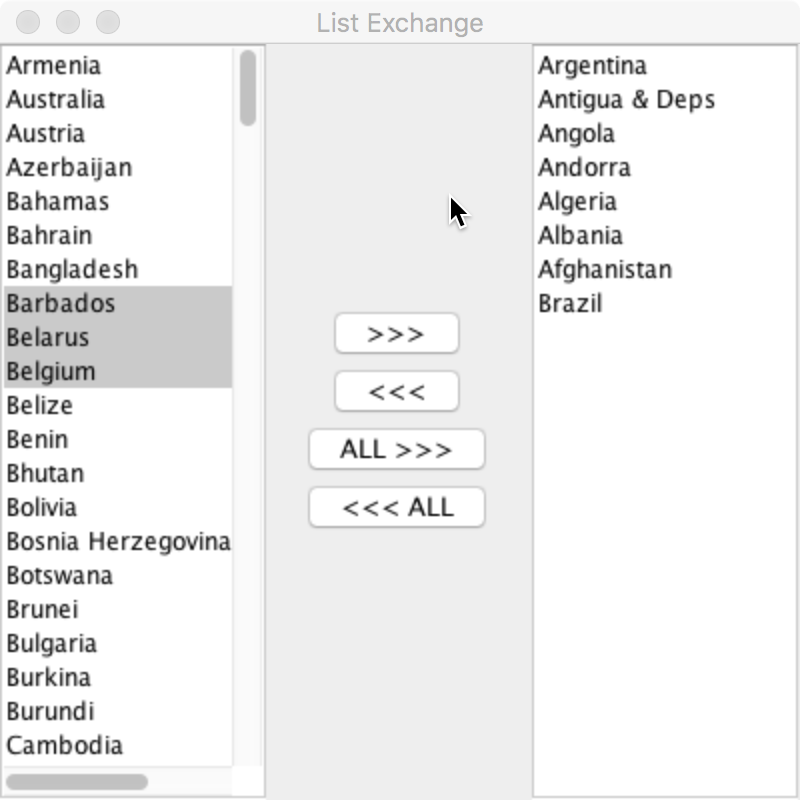 List Exchange
Armenia
Australia
Austria
Azerbaijan
Bahamas
Bahrain
Bangladesh
Barbados
Belarus
Belgium
Belize
Benin
Bhutan
Bolivia
Bosnia Herzegovina
Botswana
Brunei
Bulgaria
Burkina
Burundi
Cambodia
>>>
<<<
ALL >>>
<<< ALL
Argentina
Antigua & Deps
Angola
Andorra
Algeria
Albania
Afghanistan
Brazil